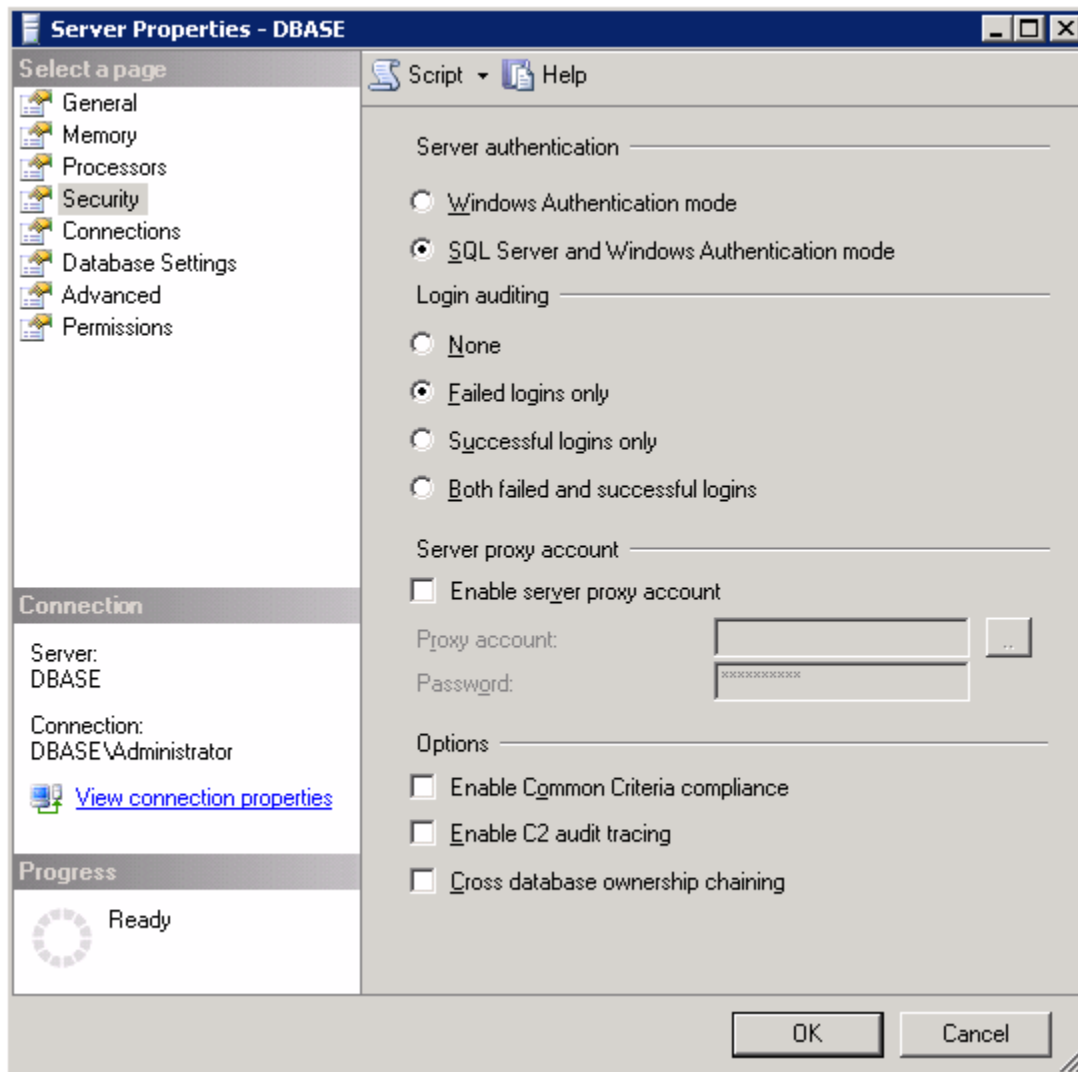 Server Properties - DBASE
Select a page
General
Memory
Processors
Security
Connections
Database Settings
Advanced
Permissions
Connection
Server:
DBASE
Connection:
DBASE\Administrator
View connection properties
Progress
Ready
Script
Help
Server authentication
Windows Authentication mode
SQL Server and Windows Authentication mode
Login auditing
None
Failed logins only
Successful logins only
Both failed and successful logins
Server proxy account
Enable server proxy account
Proxy account:
..
Password:
**********
Options
Enable Common Criteria compliance
Enable C2 audit tracing
Cross database ownership chaining
OK
Cancel